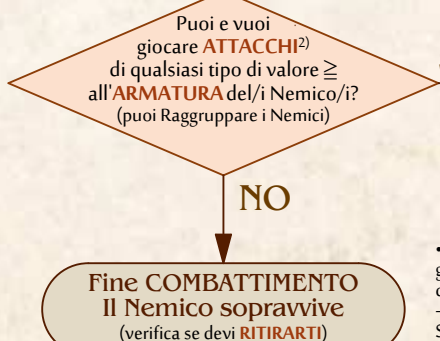 Puoi e vuoi
giocare ATTACCHI2)
di qualsiasi tipo di valore ≧
all'ARMATURA del/i Nemico/i?
(puoi Raggruppare i Nemici)
NO
Fine COMBATTIMENTO
Il Nemico sopravvive
(verifica se devi RITIRARTI)